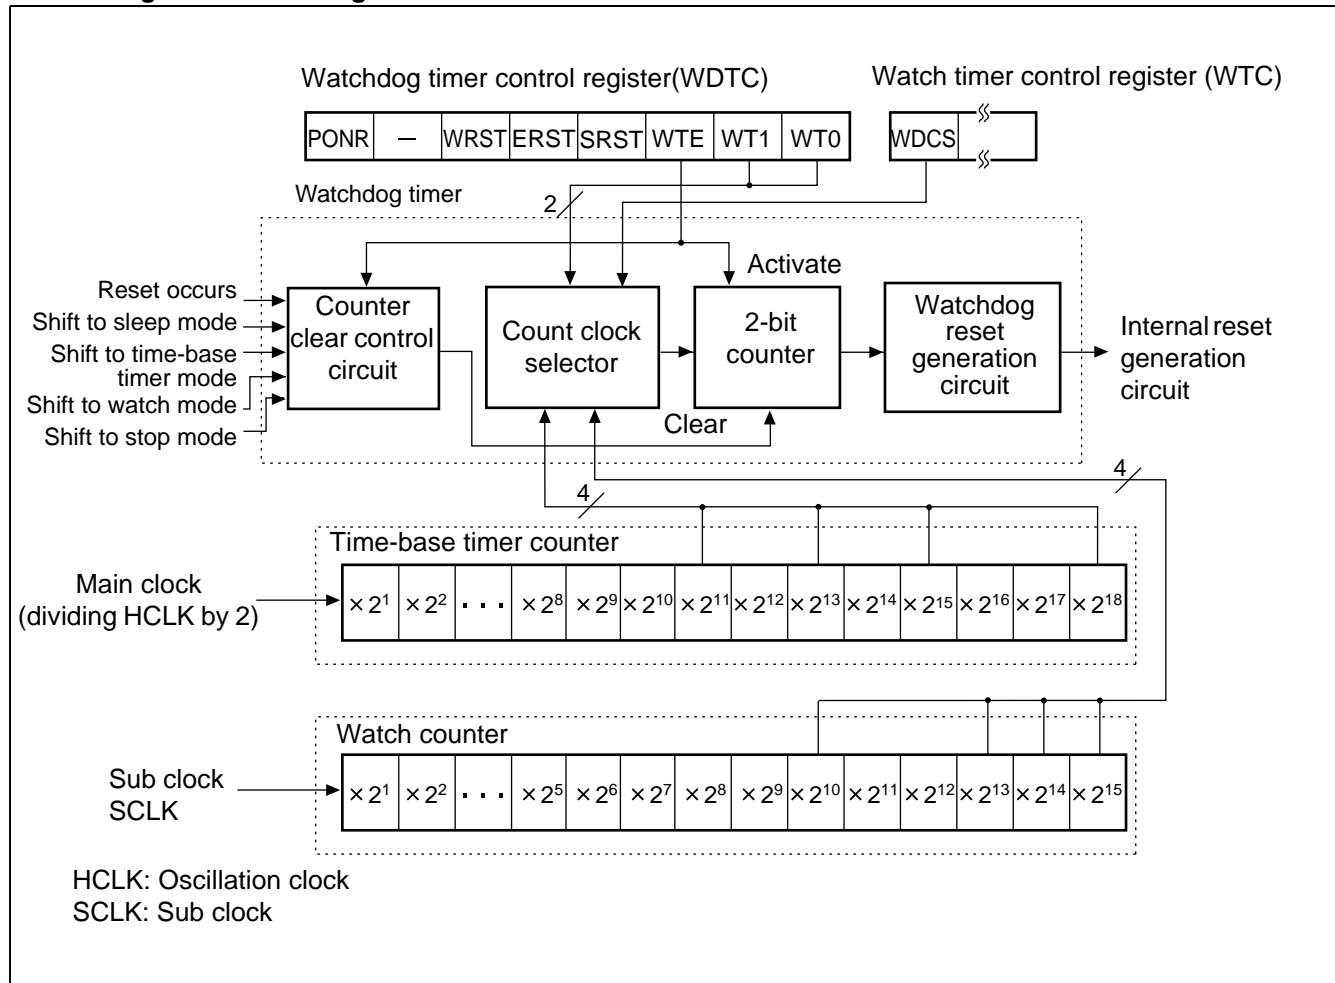 Watchdog timer control register(WDTC)
Watch timer control register (WTC)
PONR — WRST ERST SRST WTE WT1 WT0
WDCS
Watchdog timer
2
Activate
Reset occurs
Shift to sleep mode
Shift to time-base
timer mode
Shift to watch mode
Shift to stop mode
Counter
clear control
circuit
Count clock
selector
2-bit
counter
Watchdog
reset
generation
circuit
Internal reset
generation
circuit
Clear
4
4
Time-base timer counter
Main clock
(dividing HCLK by 2)
×2¹ ×2² · · · ×2⁸ ×2⁹ ×2¹⁰ ×2¹¹ ×2¹² ×2¹³ ×2¹⁴ ×2¹⁵ ×2¹⁶ ×2¹⁷ ×2¹⁸
Watch counter
Sub clock
SCLK
×2¹ ×2² · · · ×2⁵ ×2⁶ ×2⁷ ×2⁸ ×2⁹ ×2¹⁰ ×2¹¹ ×2¹² ×2¹³ ×2¹⁴ ×2¹⁵
HCLK: Oscillation clock
SCLK: Sub clock